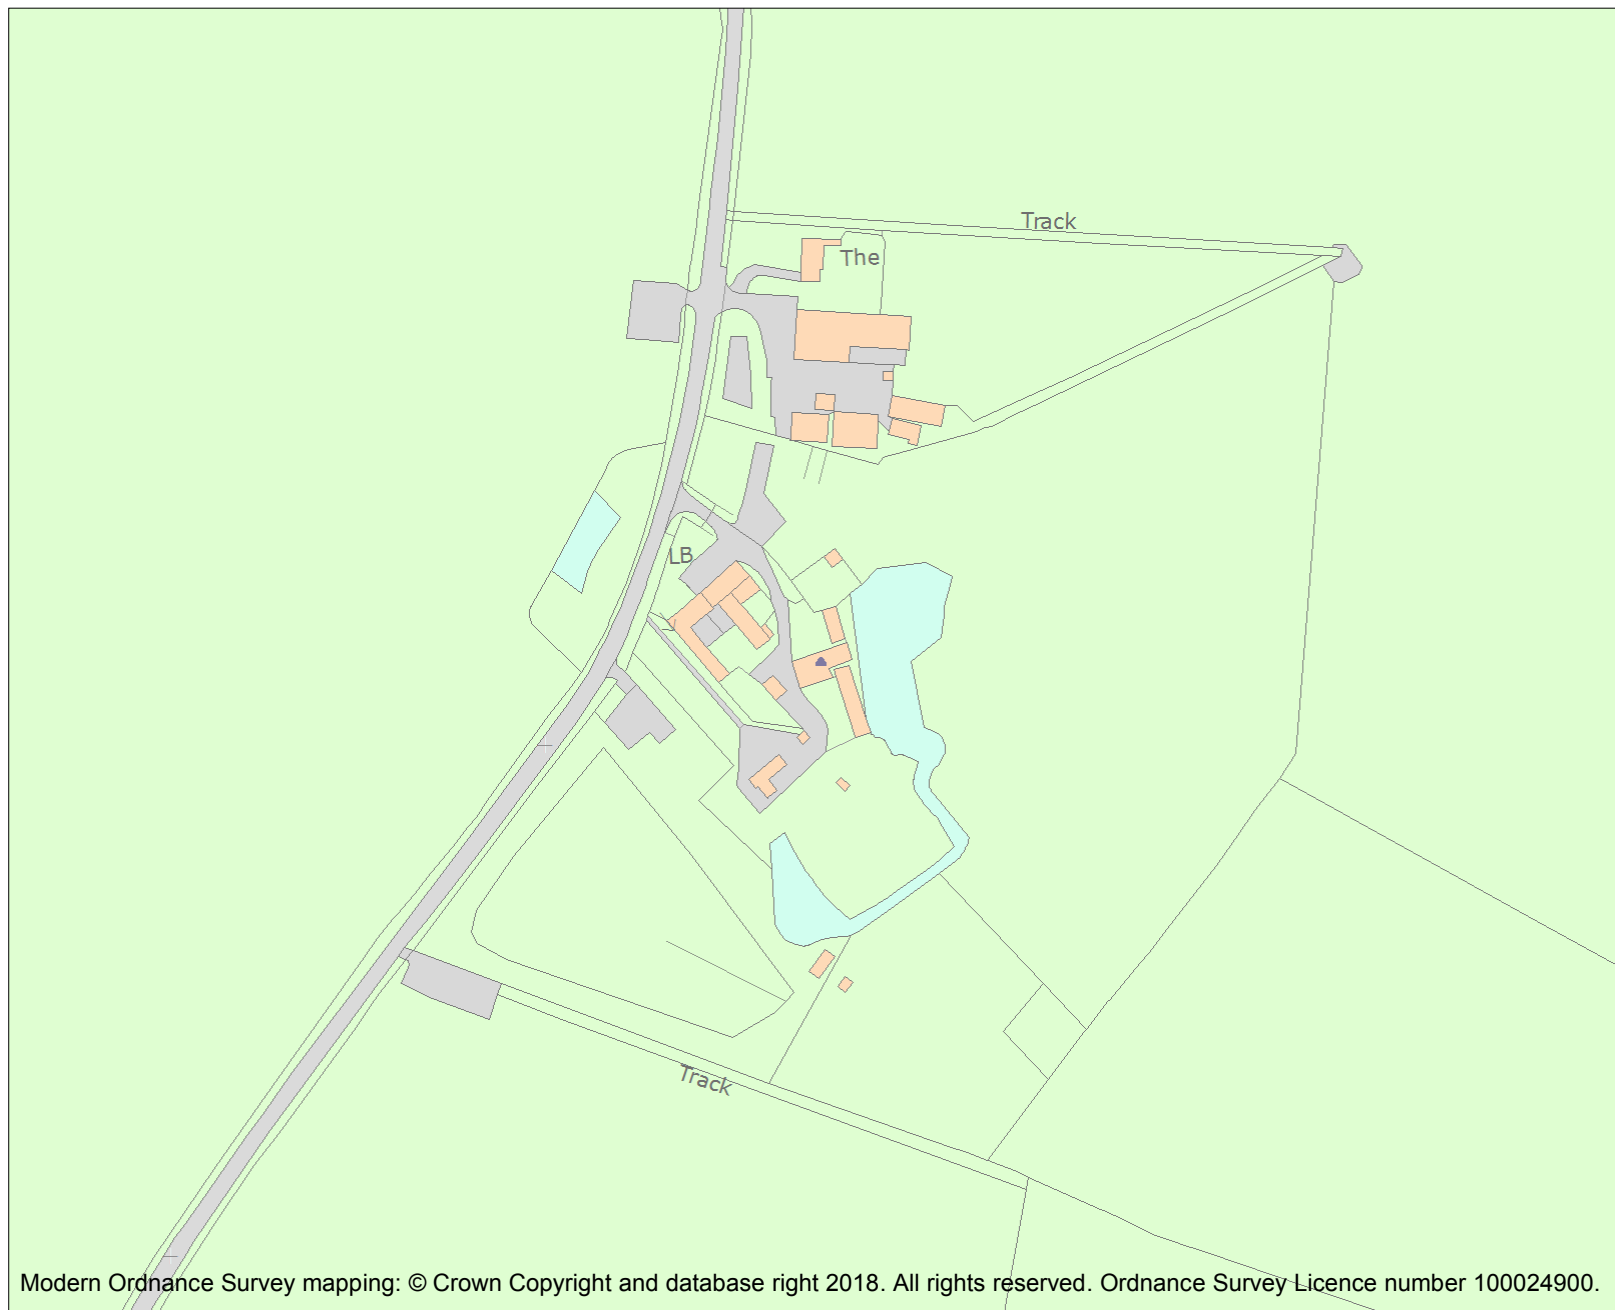 Track
The
LB
Track
Modern Ordnance Survey mapping: © Crown Copyright and database right 2018. All rights reserved. Ordnance Survey Licence number 100024900.